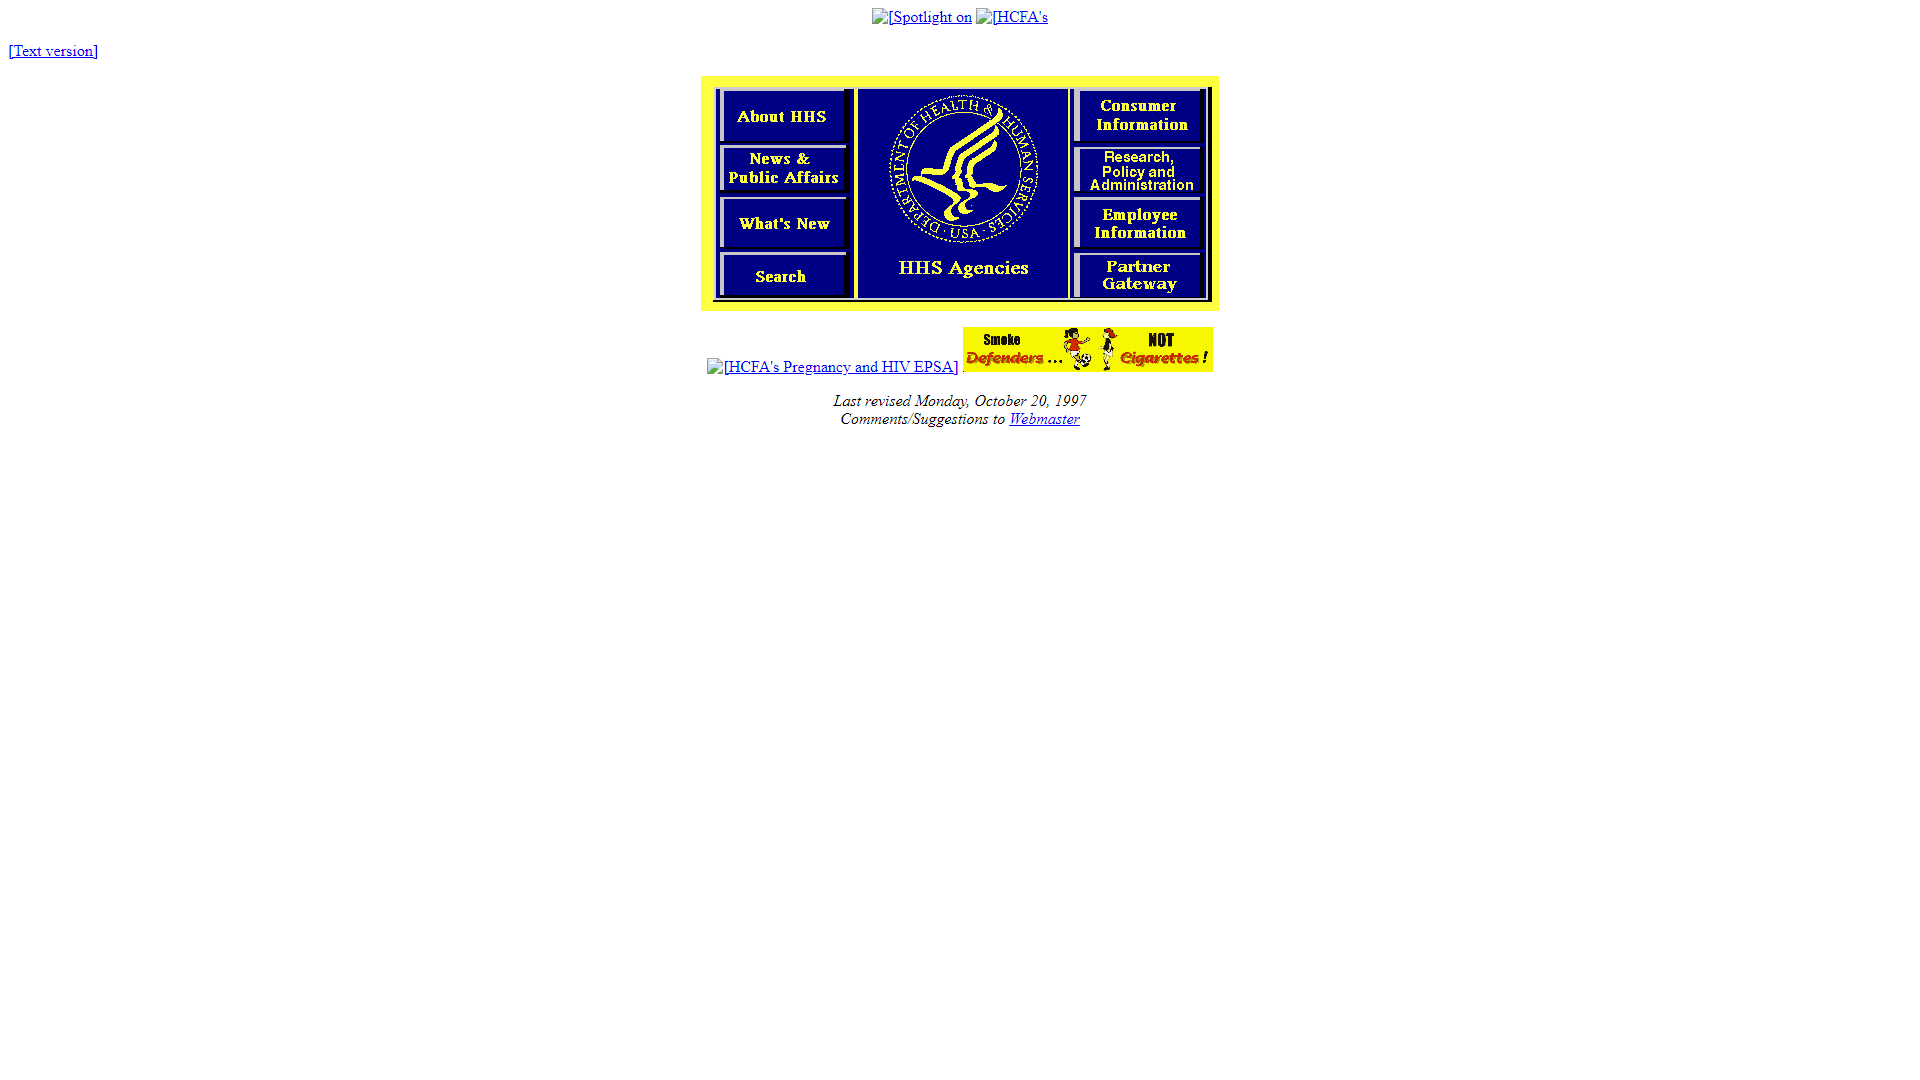 [Spotlight on [HCFA's
[Text version]
About HHS
News &
Public Affairs
What's New
Search
DEPARTMENT OF HEALTH & HUMAN SERVICES · USA ·
HHS Agencies
Consumer
Information
Research,
Policy and
Administration
Employee
Information
Partner
Gateway
[HCFA's Pregnancy and HIV EPSA]
Smoke
Defenders ...
NOT
Cigarettes !
Last revised Monday, October 20, 1997
Comments/Suggestions to Webmaster